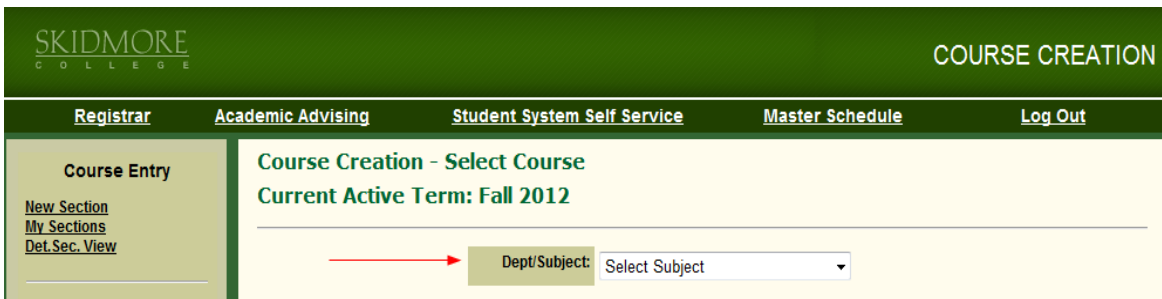 SKIDMORE
COLLEGE
COURSE CREATION
Registrar Academic Advising Student System Self Service Master Schedule Log Out
Course Entry
New Section
My Sections
Det.Sec. View
Course Creation - Select Course
Current Active Term: Fall 2012
Dept/Subject: Select Subject